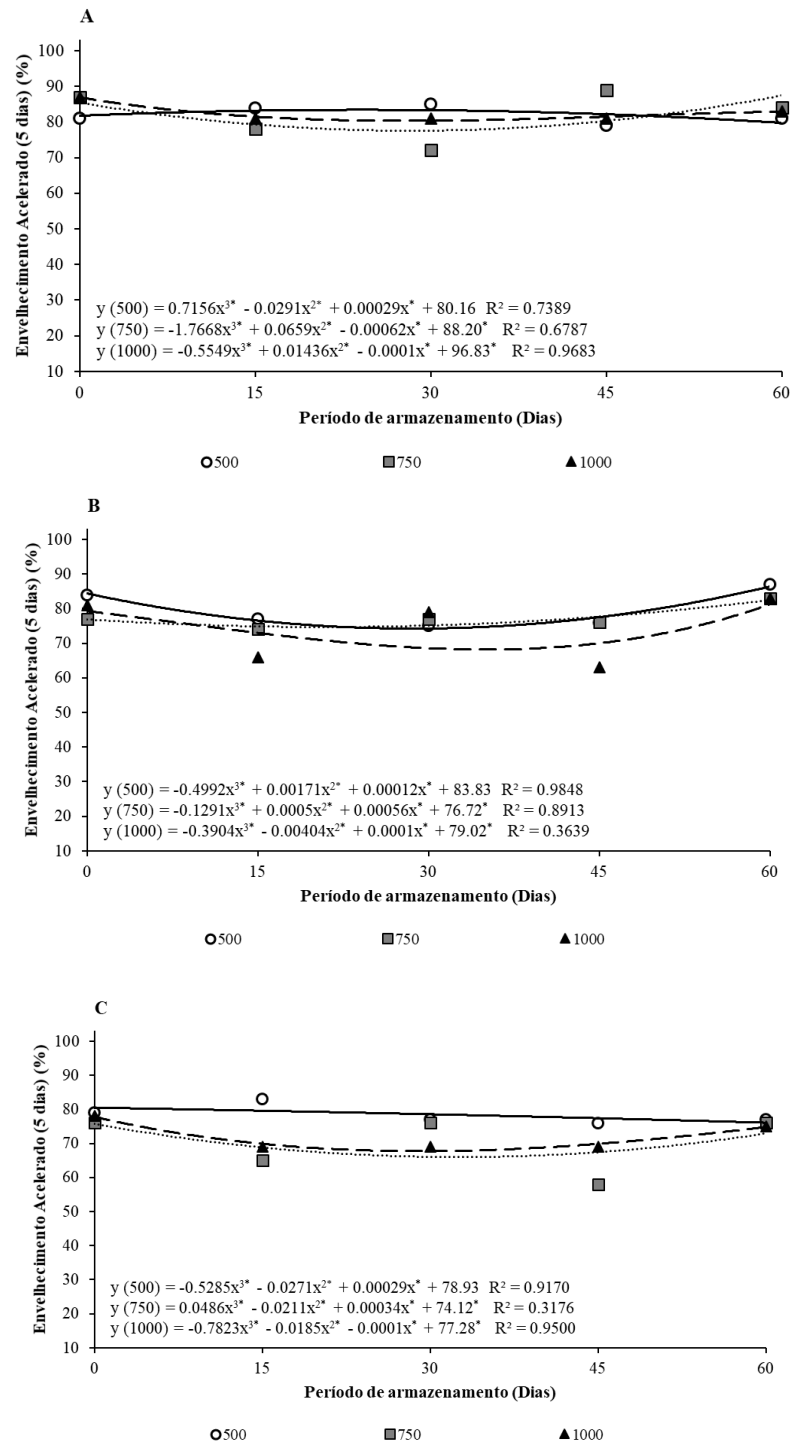 A
Envelhecimento Acelerado (5 dias) (%)
100
90
80
70
60
50
40
30
20
10
y (500) = 0.7156x³* - 0.0291x²* + 0.00029x* + 80.16 R² = 0.7389
y (750) = -1.7668x³* + 0.0659x²* - 0.00062x* + 88.20* R² = 0.6787
y (1000) = -0.5549x³* + 0.01436x²* - 0.0001x* + 96.83* R² = 0.9683
0 15 30 45 60
Período de armazenamento (Dias)
500 750 1000
B
Envelhecimento Acelerado (5 dias) (%)
100
90
80
70
60
50
40
30
20
10
y (500) = -0.4992x³* + 0.00171x²* + 0.00012x* + 83.83 R² = 0.9848
y (750) = -0.1291x³* + 0.0005x²* + 0.00056x* + 76.72* R² = 0.8913
y (1000) = -0.3904x³* - 0.00404x²* + 0.0001x* + 79.02* R² = 0.3639
0 15 30 45 60
Período de armazenamento (Dias)
500 750 1000
C
Envelhecimento Acelerado (5 dias) (%)
100
90
80
70
60
50
40
30
20
10
y (500) = -0.5285x³* - 0.0271x²* + 0.00029x* + 78.93 R² = 0.9170
y (750) = 0.0486x³* - 0.0211x²* + 0.00034x* + 74.12* R² = 0.3176
y (1000) = -0.7823x³* - 0.0185x²* - 0.0001x* + 77.28* R² = 0.9500
0 15 30 45 60
Período de armazenamento (Dias)
500 750 1000